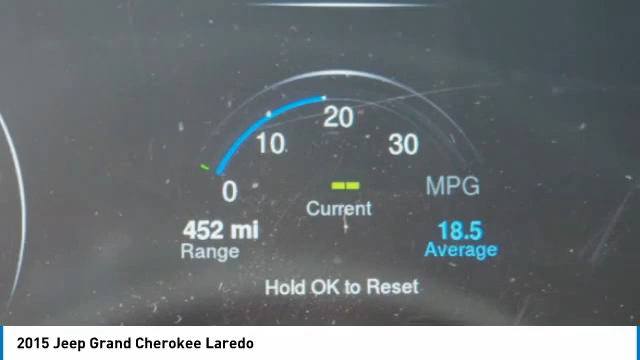 20
10
30
0
--
MPG
Current
452 mi
18.5
Range
Average
Hold OK to Reset
2015 Jeep Grand Cherokee Laredo